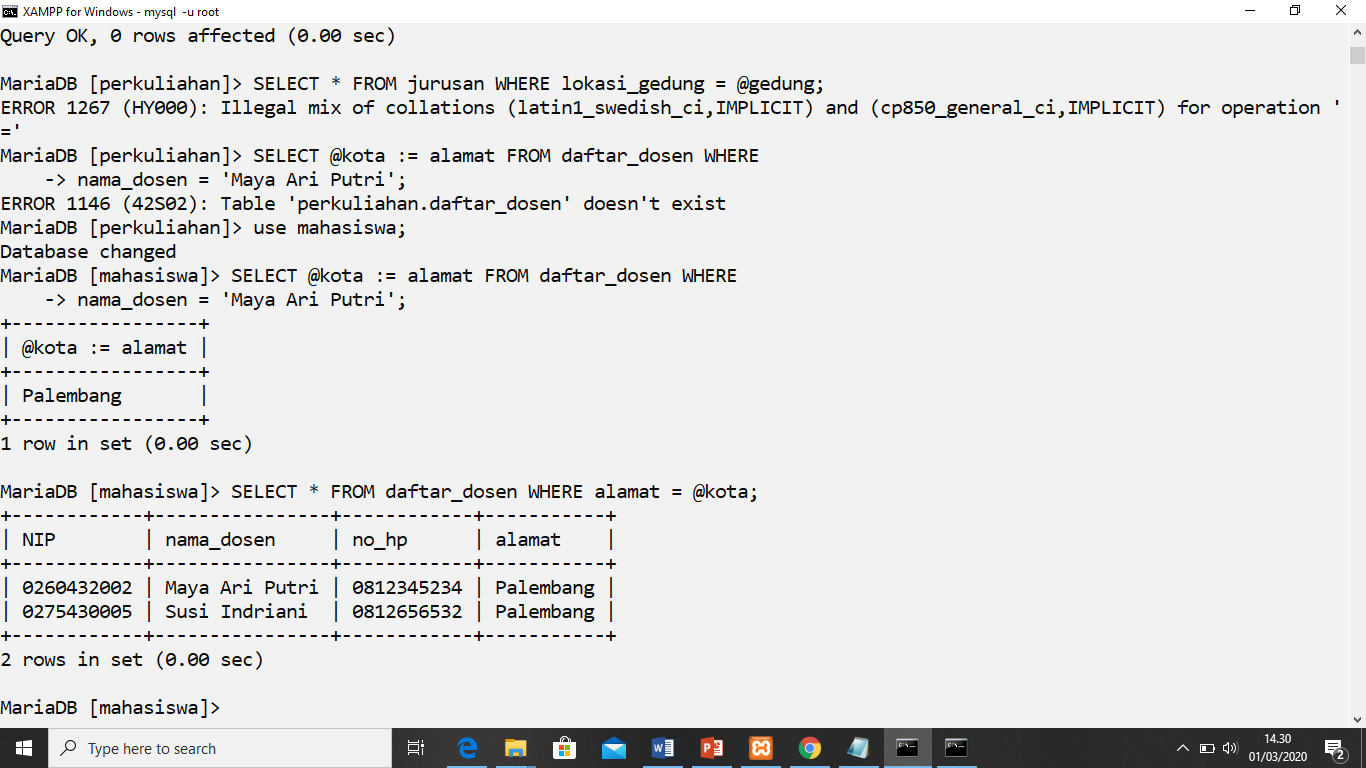 XAMPP for Windows - mysql  -u root
Query OK, 0 rows affected (0.00 sec)

MariaDB [perkuliahan]> SELECT * FROM jurusan WHERE lokasi_gedung = @gedung;
ERROR 1267 (HY000): Illegal mix of collations (latin1_swedish_ci,IMPLICIT) and (cp850_general_ci,IMPLICIT) for operation '
='
MariaDB [perkuliahan]> SELECT @kota := alamat FROM daftar_dosen WHERE
    -> nama_dosen = 'Maya Ari Putri';
ERROR 1146 (42S02): Table 'perkuliahan.daftar_dosen' doesn't exist
MariaDB [perkuliahan]> use mahasiswa;
Database changed
MariaDB [mahasiswa]> SELECT @kota := alamat FROM daftar_dosen WHERE
    -> nama_dosen = 'Maya Ari Putri';
+-----------------+
| @kota := alamat |
+-----------------+
| Palembang       |
+-----------------+
1 row in set (0.00 sec)

MariaDB [mahasiswa]> SELECT * FROM daftar_dosen WHERE alamat = @kota;
+------------+----------------+------------+-----------+
| NIP        | nama_dosen     | no_hp      | alamat    |
+------------+----------------+------------+-----------+
| 0260432002 | Maya Ari Putri | 0812345234 | Palembang |
| 0275430005 | Susi Indriani  | 0812656532 | Palembang |
+------------+----------------+------------+-----------+
2 rows in set (0.00 sec)

MariaDB [mahasiswa]>
Type here to search
14.30
01/03/2020
2